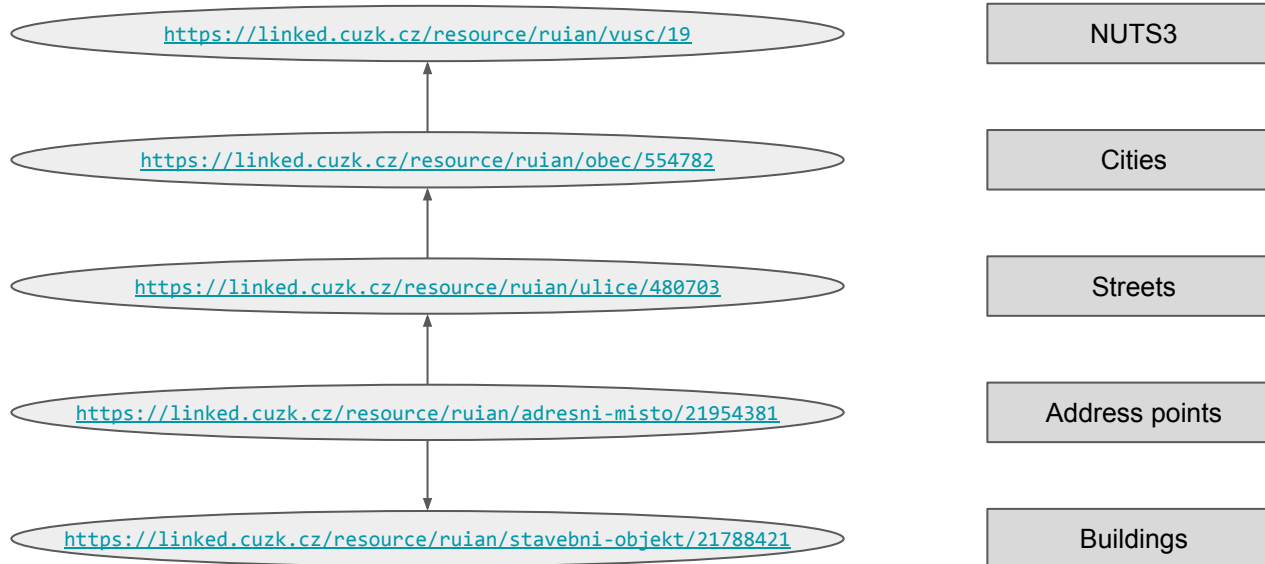 https://linked.cuzk.cz/resource/ruian/vusc/19
NUTS3
https://linked.cuzk.cz/resource/ruian/obec/554782
Cities
https://linked.cuzk.cz/resource/ruian/ulice/480703
Streets
https://linked.cuzk.cz/resource/ruian/adresni-misto/21954381
Address points
https://linked.cuzk.cz/resource/ruian/stavebni-objekt/21788421
Buildings